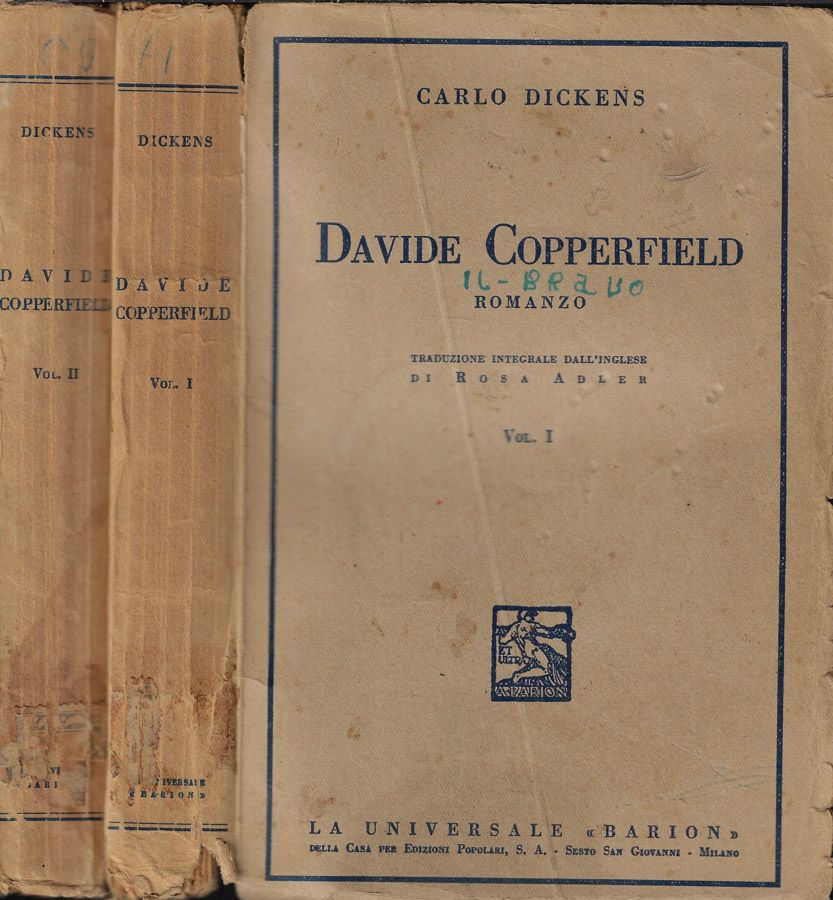 DICKENS
DAVIDE
COPPERFIELD
VOL. II
DICKENS
DAVIDE
COPPERFIELD
VOL. I
«BARION»
CARLO DICKENS
DAVIDE COPPERFIELD
IL-BRAVO
ROMANZO
TRADUZIONE INTEGRALE DALL'INGLESE
DI ROSA ADLER
VOL. I
ET
ULTRA
A·BARION
LA UNIVERSALE «BARION»
DELLA CASA PER EDIZIONI POPOLARI, S. A. - SESTO SAN GIOVANNI - MILANO